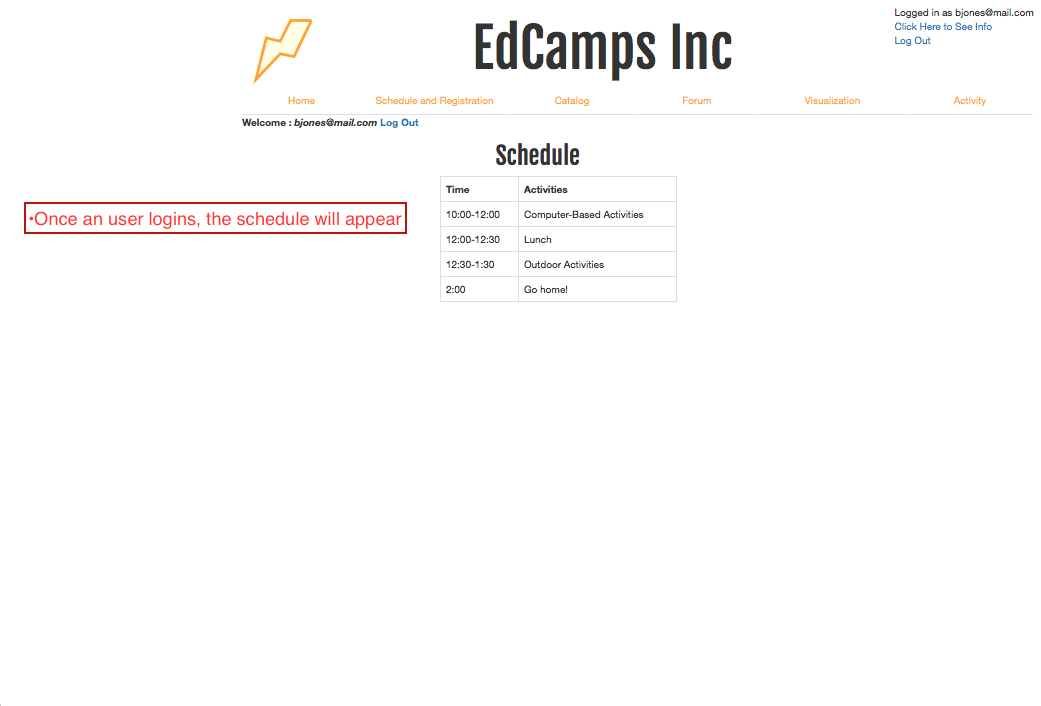 Logged in as bjones@mail.com
Click Here to See Info
Log Out
EdCamps Inc
Home Schedule and Registration Catalog Forum Visualization Activity
Welcome : bjones@mail.com Log Out
Schedule
Time Activities
10:00-12:00 Computer-Based Activities
12:00-12:30 Lunch
12:30-1:30 Outdoor Activities
2:00 Go home!
•Once an user logins, the schedule will appear